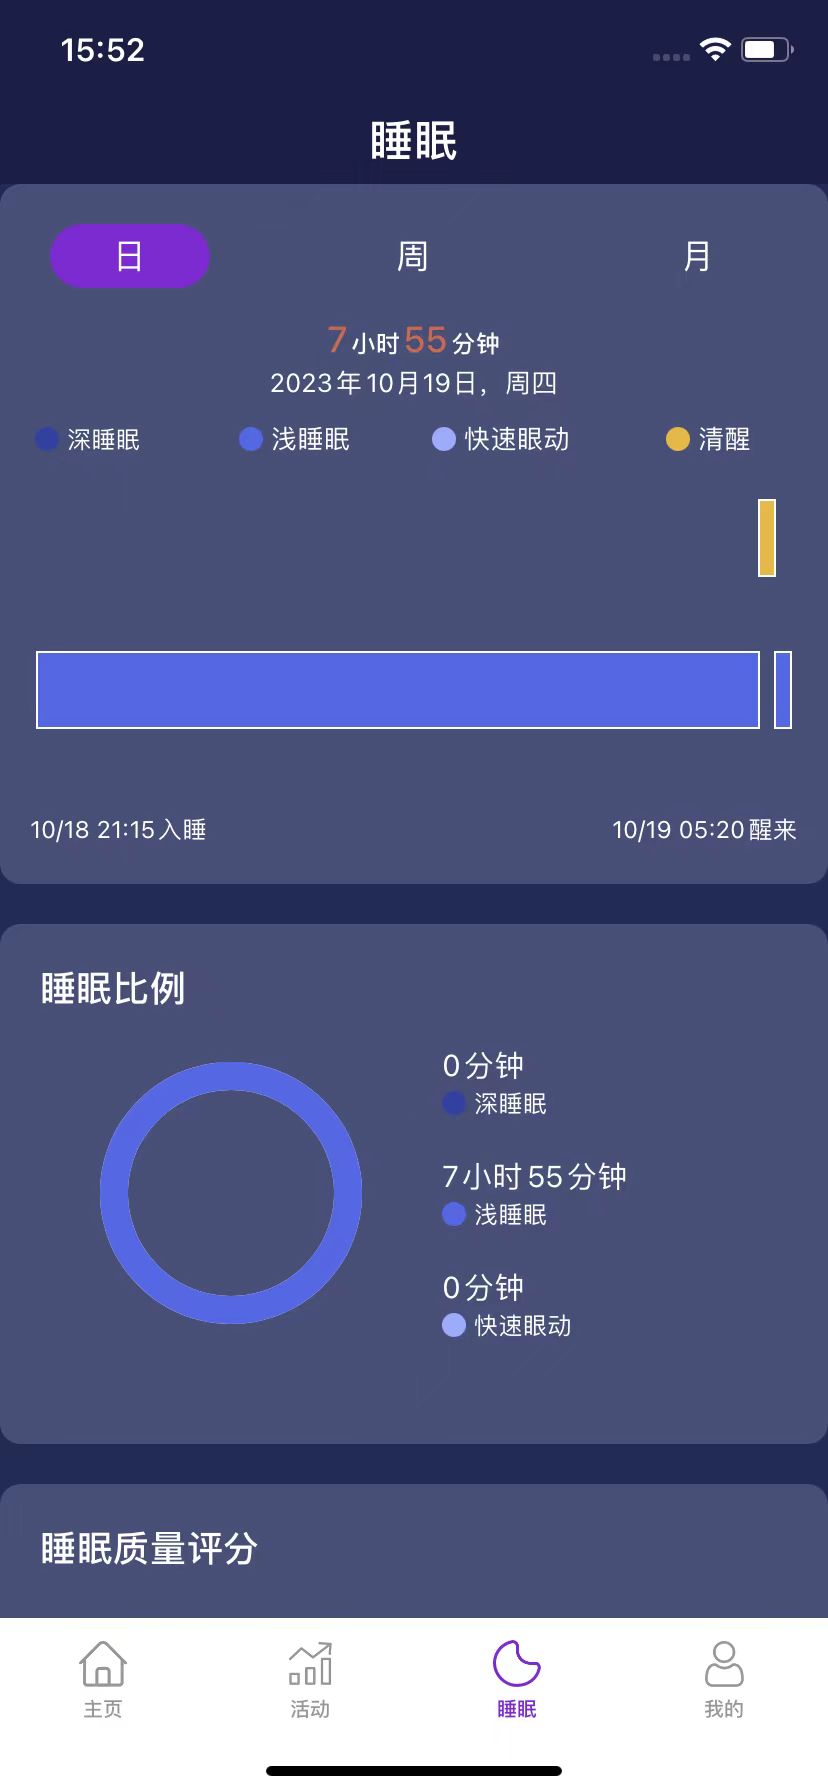 15:52
睡眠
日 周 月
7小时55分钟
2023年10月19日，周四
深睡眠 浅睡眠 快速眼动 清醒
10/18 21:15入睡 10/19 05:20醒来
睡眠比例
0分钟
深睡眠
7小时55分钟
浅睡眠
0分钟
快速眼动
睡眠质量评分
主页 活动 睡眠 我的